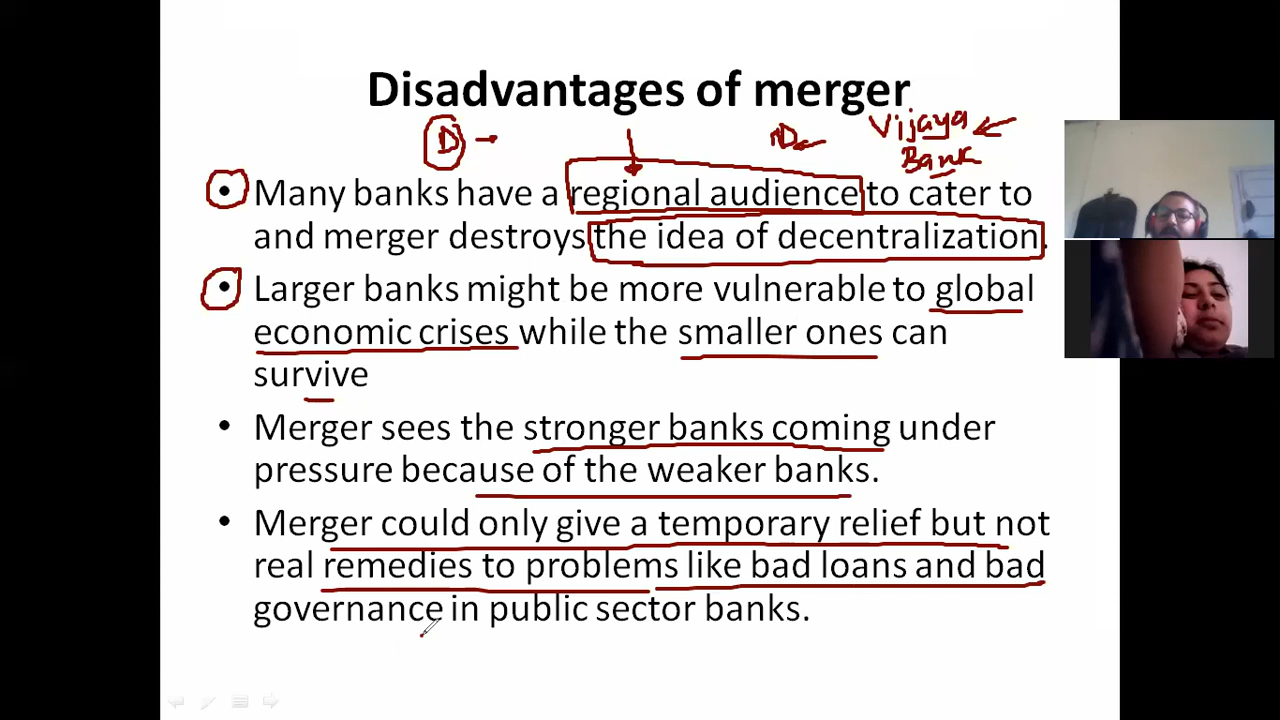 Disadvantages of merger
D
D
Vijaya
Bank
• Many banks have a regional audience to cater to
and merger destroys the idea of decentralization.
• Larger banks might be more vulnerable to global
economic crises while the smaller ones can
survive
• Merger sees the stronger banks coming under
pressure because of the weaker banks.
• Merger could only give a temporary relief but not
real remedies to problems like bad loans and bad
governance in public sector banks.